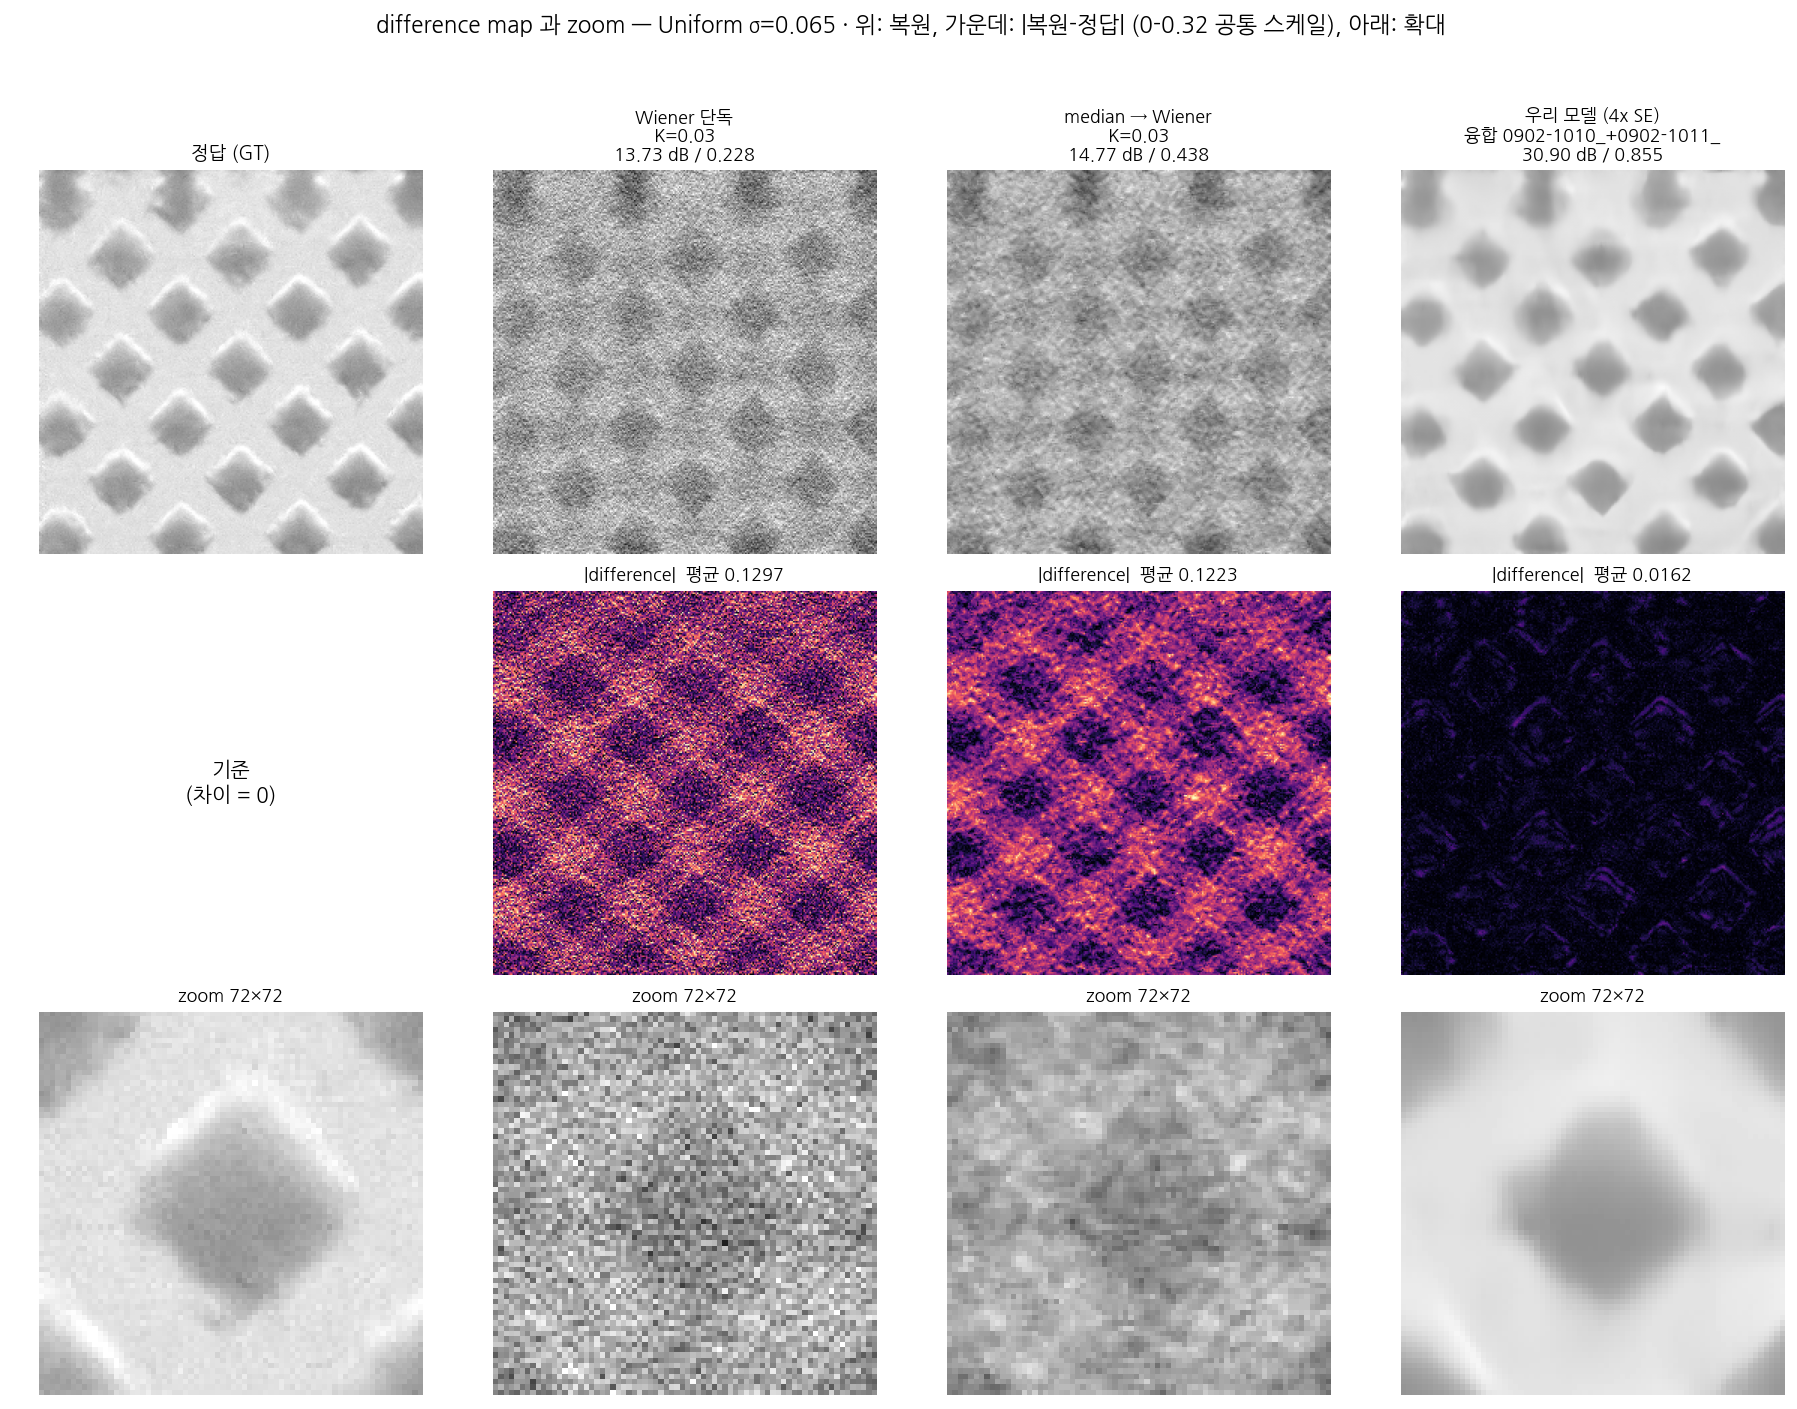 difference map 과 zoom — Uniform σ=0.065 · 위: 복원, 가운데: |복원-정답| (0-0.32 공통 스케일), 아래: 확대
정답 (GT)
Wiener 단독
K=0.03
13.73 dB / 0.228
median → Wiener
K=0.03
14.77 dB / 0.438
우리 모델 (4x SE)
융합 0902-1010_+0902-1011_
30.90 dB / 0.855
기준
(차이 = 0)
|difference| 평균 0.1297
|difference| 평균 0.1223
|difference| 평균 0.0162
zoom 72×72
zoom 72×72
zoom 72×72
zoom 72×72